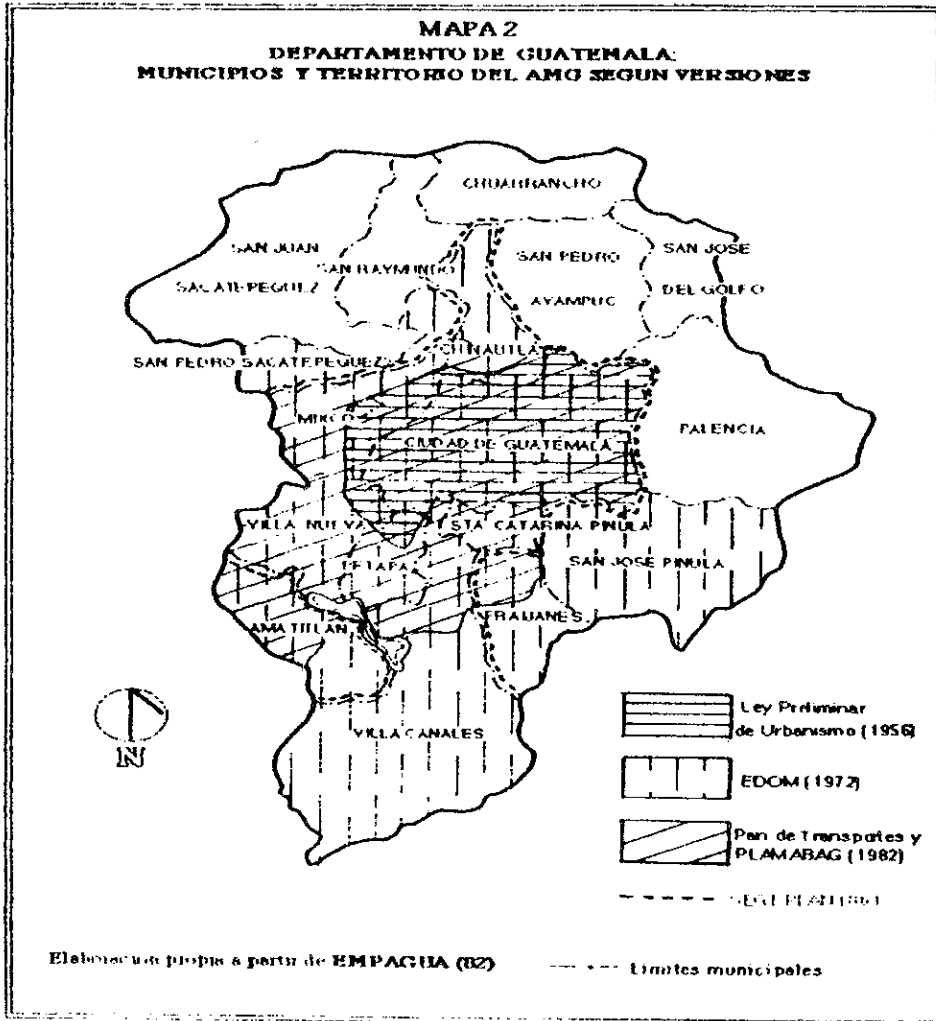 MAPA 2
DEPARTAMENTO DE GUATEMALA:
MUNICIPIOS Y TERRITORIO DEL AMG SEGUN VERSIONES
CHUARRANCHO
SAN JUAN
SACATEPEQUEZ
SAN RAYMUNDO
SAN PEDRO
AYAMPUC
SAN JOSE
DEL GOLFO
SAN PEDRO SACATEPEQUEZ
CHINAUTLA
MIXCO
CIUDAD DE GUATEMALA
PALENCIA
VILLA NUEVA
STA CATARINA PINULA
PETAPA
SAN JOSE PINULA
AMATITLAN
FRAIJANES
VILLA CANALES
N
Ley Preliminar
de Urbanismo (1956)
EDOM (1972)
Pan de Transpates y
PLAMABAG (1982)
Elaboracion propia a partir de EMPAGUA (82)
Limites municipales